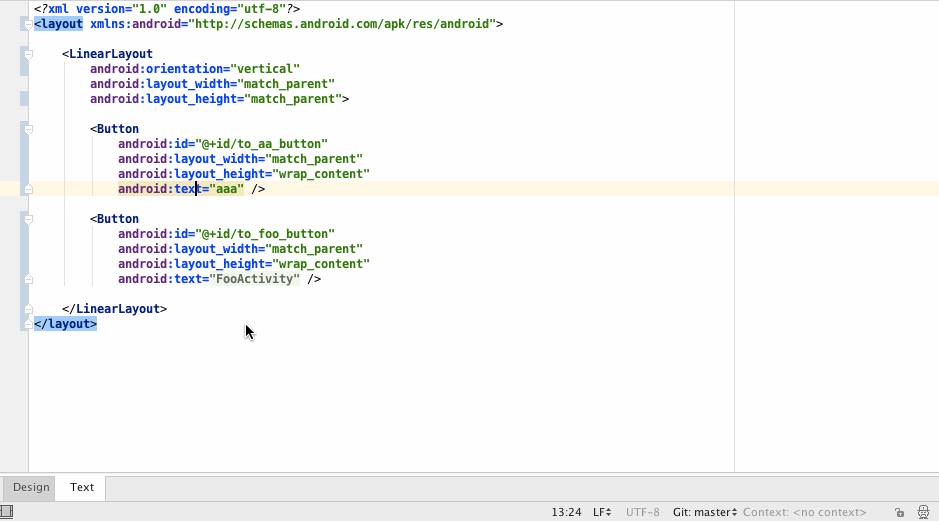 <?xml version="1.0" encoding="utf-8"?>
<layout xmlns:android="http://schemas.android.com/apk/res/android">
<LinearLayout
android:orientation="vertical"
android:layout_width="match_parent"
android:layout_height="match_parent">
<Button
android:id="@+id/to_aa_button"
android:layout_width="match_parent"
android:layout_height="wrap_content"
android:text="aaa" />
<Button
android:id="@+id/to_foo_button"
android:layout_width="match_parent"
android:layout_height="wrap_content"
android:text="FooActivity" />
</LinearLayout>
</layout>
Design Text
13:24 LF UTF-8 Git: master Context: <no context>